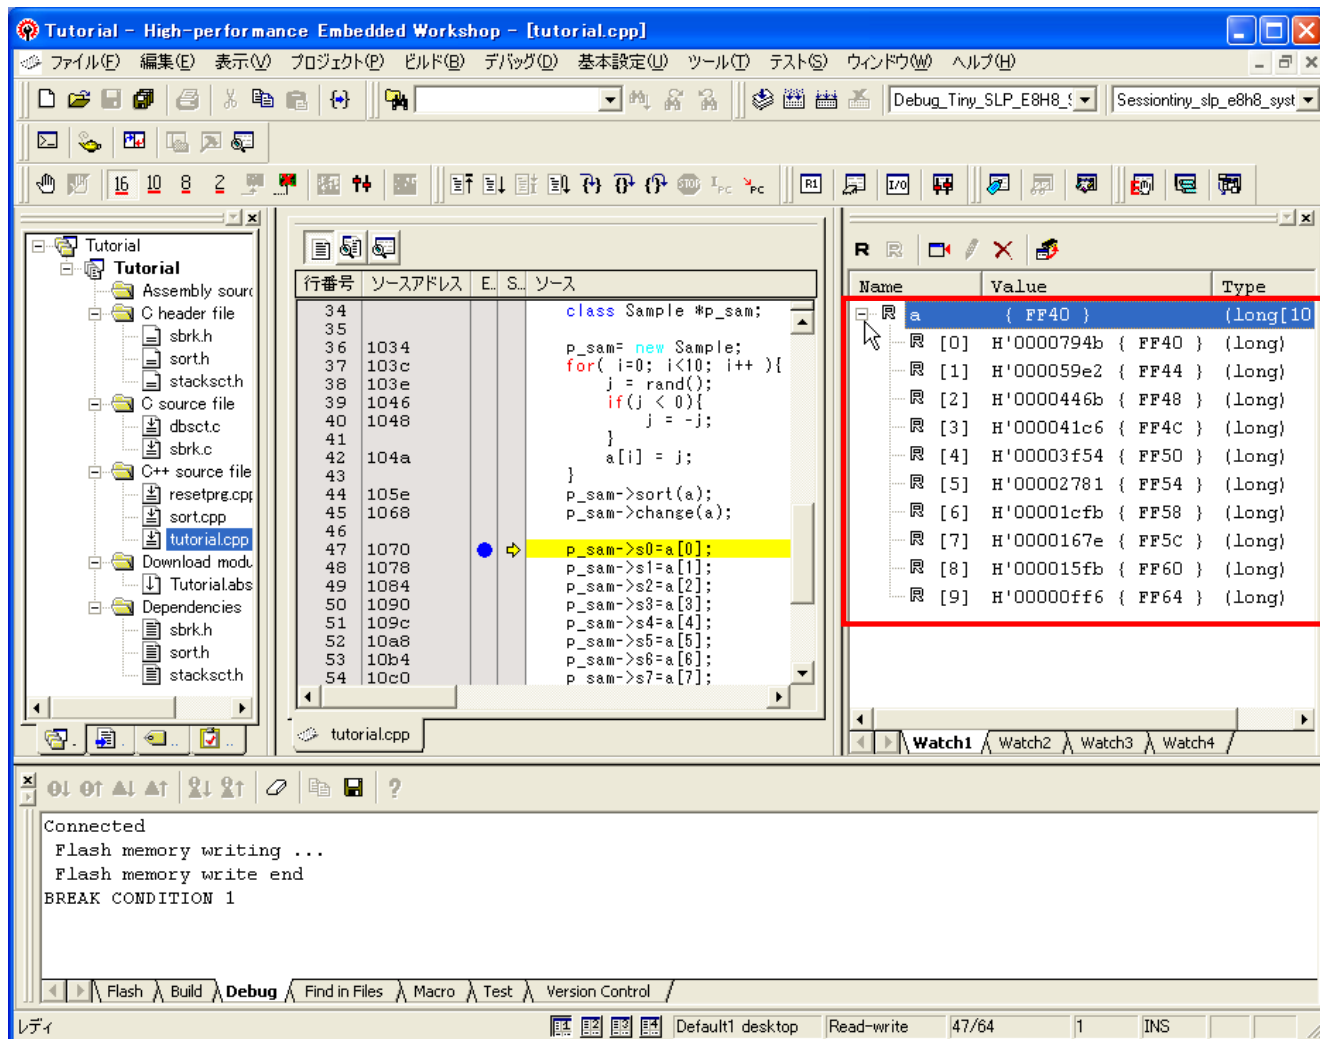 Tutorial - High-performance Embedded Workshop - [tutorial.cpp]
ファイル(F) 編集(E) 表示(V) プロジェクト(P) ビルド(B) デバッグ(D) 基本設定(U) ツール(T) テスト(S) ウィンドウ(W) ヘルプ(H)
Debug_Tiny_SLP_E8H8_S Sessiontiny_slp_e8h8_syst
16 10 8 2 STOP IPC PC R1 I/O
Tutorial
Tutorial
Assembly sourc
C header file
sbrk.h
sort.h
stacksct.h
C source file
dbsct.c
sbrk.c
C++ source file
resetprg.cpp
sort.cpp
tutorial.cpp
Download modu
Tutorial.abs
Dependencies
sbrk.h
sort.h
stacksct.h
行番号 ソースアドレス E.. S.. ソース
34 class Sample *p_sam;
35
36 1034 p_sam= new Sample;
37 103c for( i=0; i<10; i++ ){
38 103e j = rand();
39 1046 if(j < 0){
40 1048 j = -j;
41 }
42 104a a[i] = j;
43 }
44 105e p_sam->sort(a);
45 1068 p_sam->change(a);
46
47 1070 p_sam->s0=a[0];
48 1078 p_sam->s1=a[1];
49 1084 p_sam->s2=a[2];
50 1090 p_sam->s3=a[3];
51 109c p_sam->s4=a[4];
52 10a8 p_sam->s5=a[5];
53 10b4 p_sam->s6=a[6];
54 10c0 p_sam->s7=a[7];
tutorial.cpp
R R
Name Value Type
R a { FF40 } (long[10
R [0] H'0000794b { FF40 } (long)
R [1] H'000059e2 { FF44 } (long)
R [2] H'0000446b { FF48 } (long)
R [3] H'000041c6 { FF4C } (long)
R [4] H'00003f54 { FF50 } (long)
R [5] H'00002781 { FF54 } (long)
R [6] H'00001cfb { FF58 } (long)
R [7] H'0000167e { FF5C } (long)
R [8] H'000015fb { FF60 } (long)
R [9] H'00000ff6 { FF64 } (long)
Watch1 Watch2 Watch3 Watch4
Connected
Flash memory writing ...
Flash memory write end
BREAK CONDITION 1
Flash Build Debug Find in Files Macro Test Version Control
レディ 1 2 3 4 Default1 desktop Read-write 47/64 1 INS